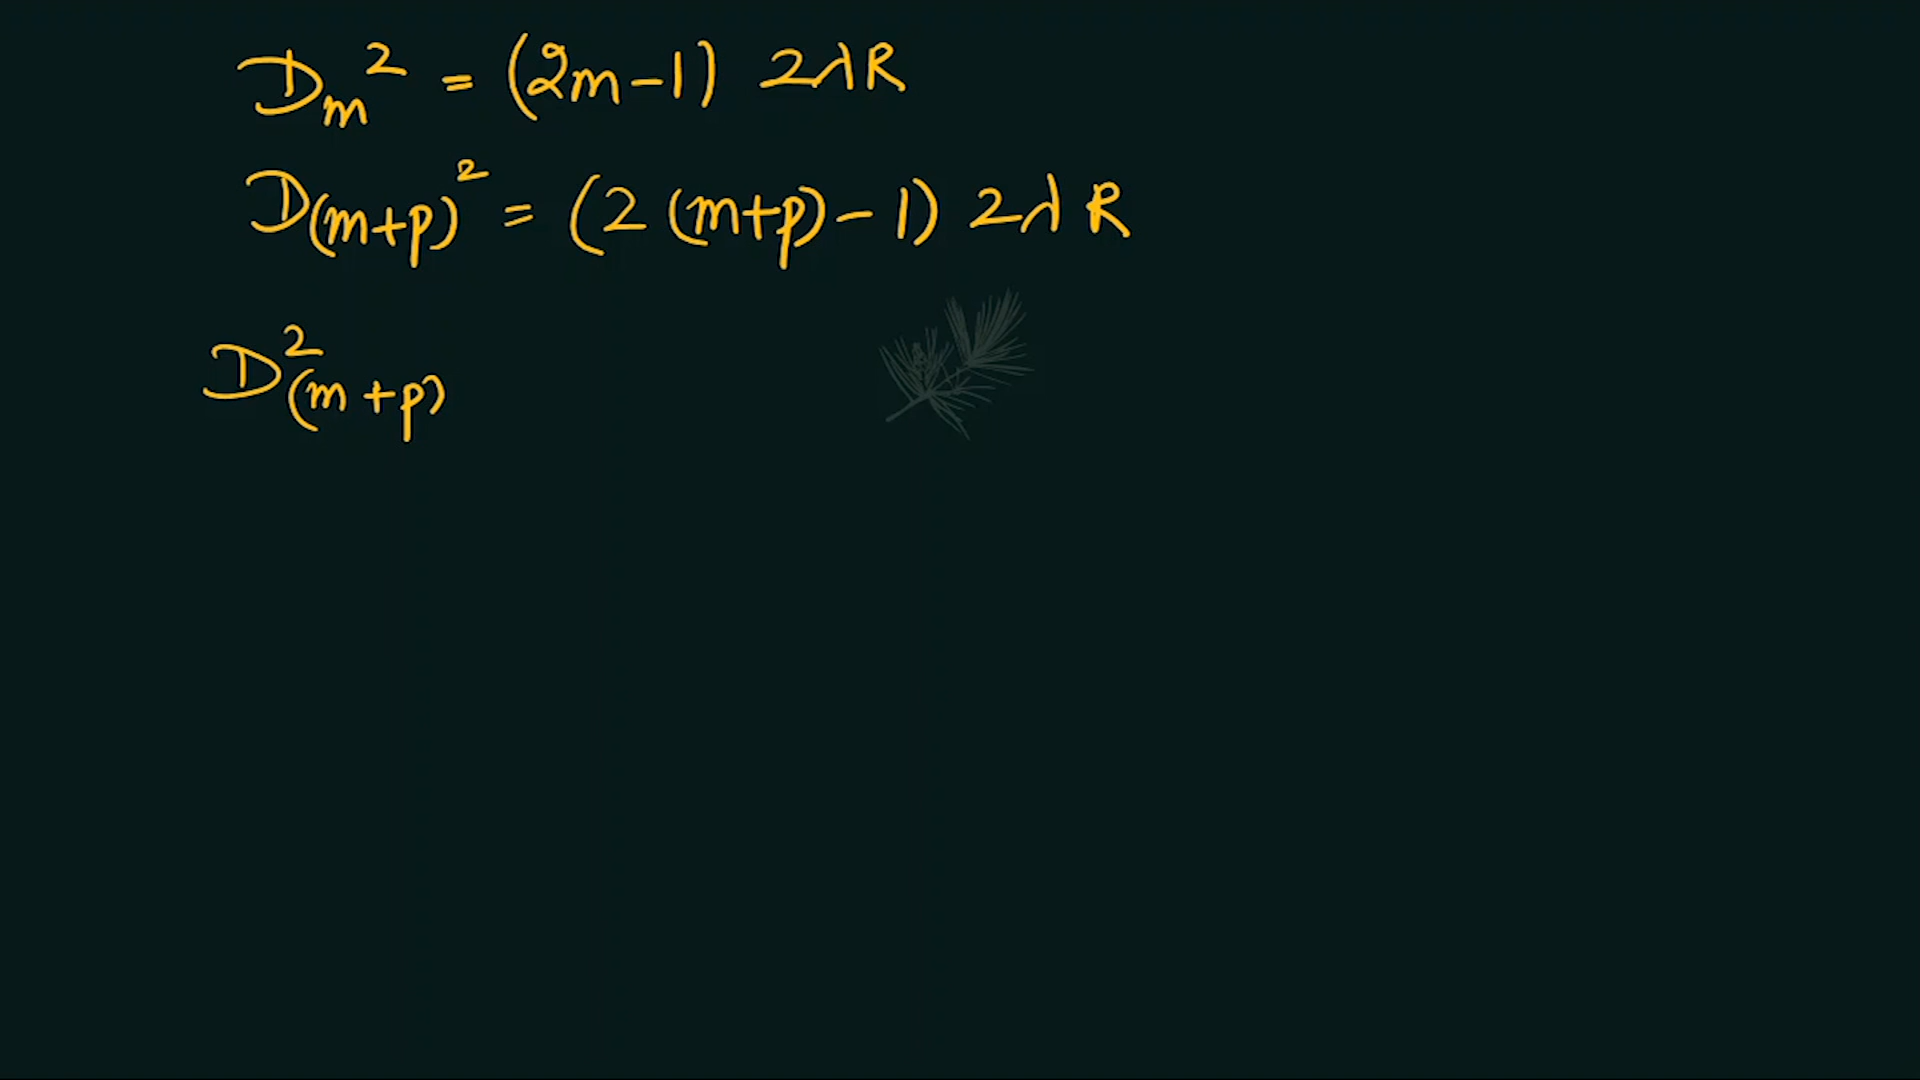 Dm² = (2m-1) 2λR
D(m+p)² = (2(m+p)-1) 2λR
D²(m+p)